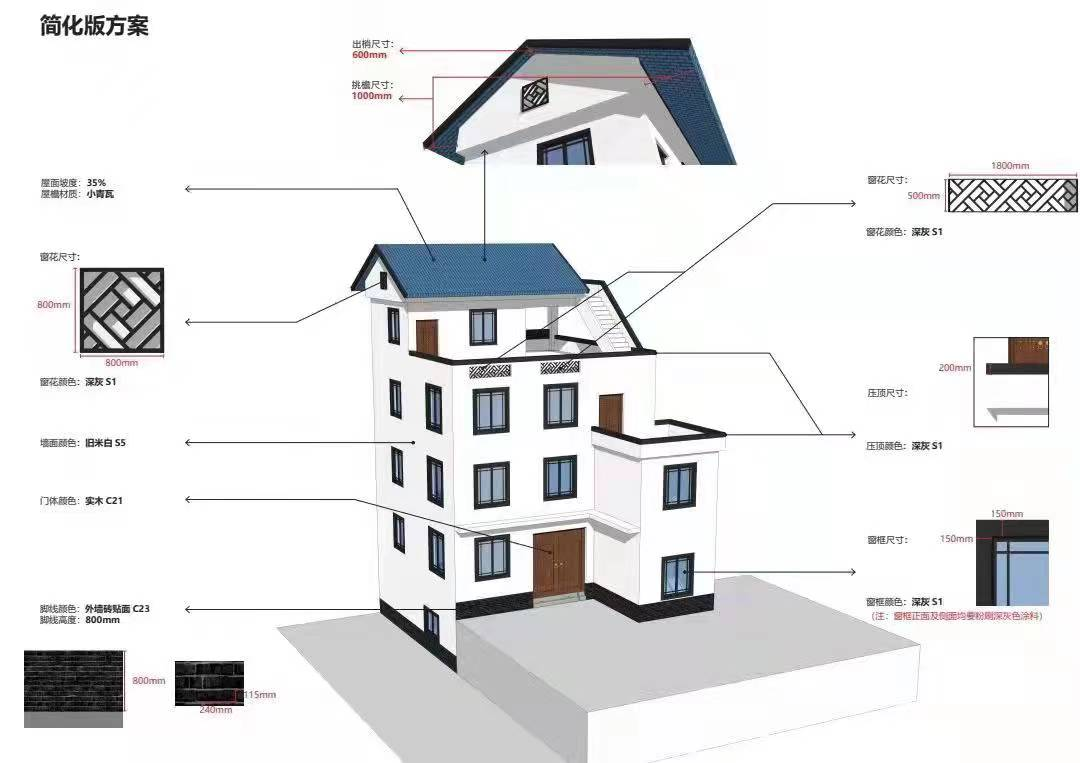 简化版方案
出梢尺寸：
600mm
挑檐尺寸：
1000mm
屋面坡度：35%
屋檐材质：小青瓦
窗花尺寸：
800mm
800mm
窗花颜色：深灰 S1
墙面颜色：旧米白 S5
门体颜色：实木 C21
脚线颜色：外墙砖贴面 C23
脚线高度：800mm
800mm
115mm
240mm
窗花尺寸：
1800mm
500mm
窗花颜色：深灰 S1
200mm
压顶尺寸：
压顶颜色：深灰 S1
150mm
150mm
窗框尺寸：
窗框颜色：深灰 S1
（注：窗框正面及侧面均要粉刷深灰色涂料）